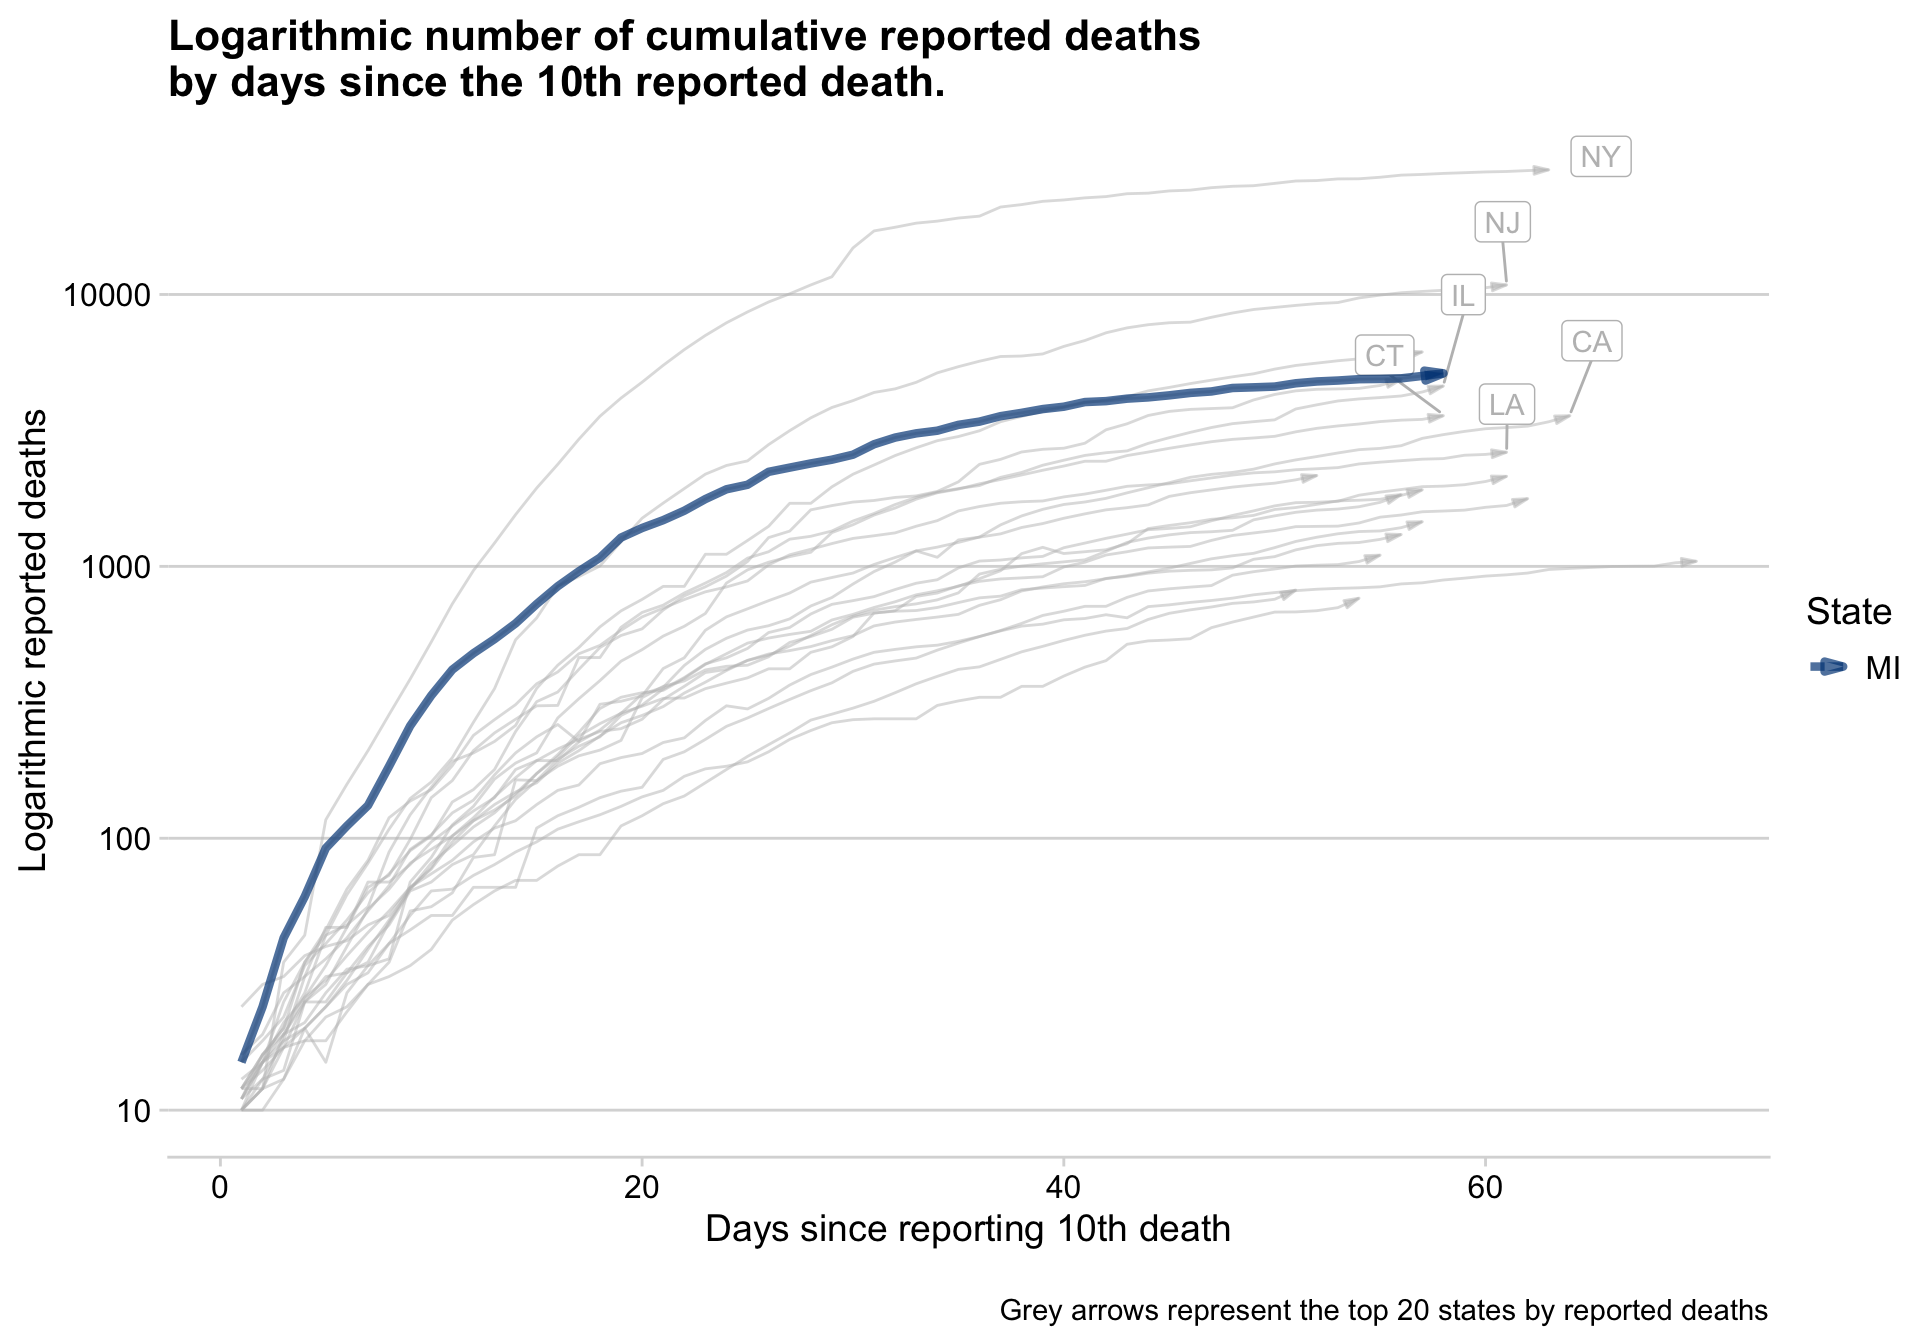 Logarithmic number of cumulative reported deaths
by days since the 10th reported death.
NY
NJ
10000
IL
CA
CT
LA
Logarithmic reported deaths
1000
State
MI
100
10
0
20
40
60
Days since reporting 10th death
Grey arrows represent the top 20 states by reported deaths